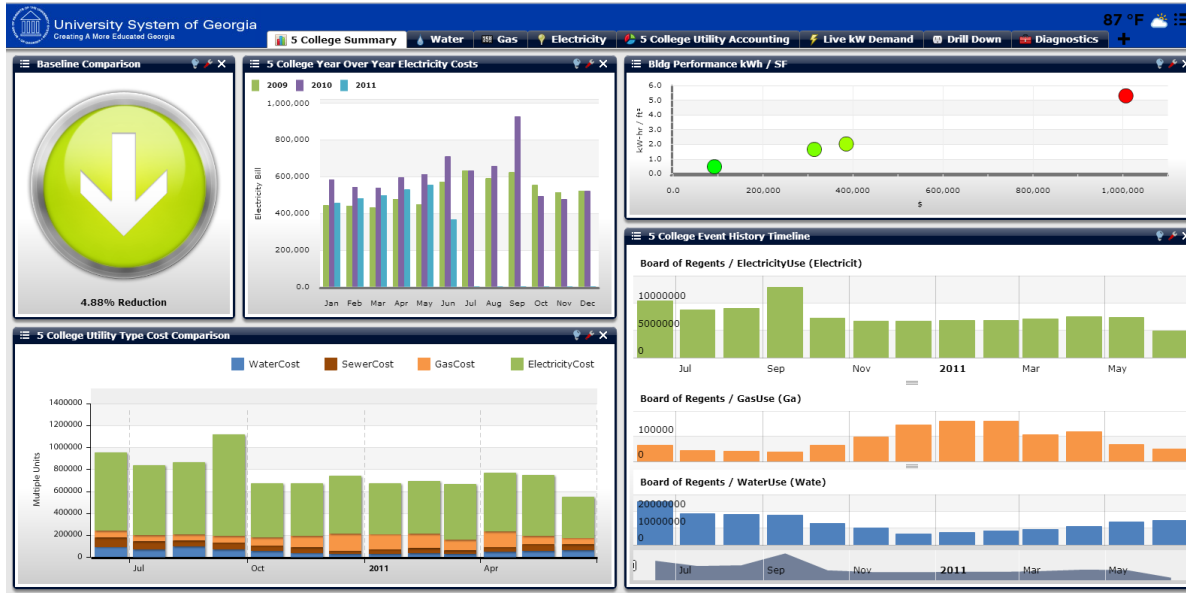 University System of Georgia
Creating A More Educated Georgia
87 °F
5 College Summary
Water
Gas
Electricity
5 College Utility Accounting
Live kW Demand
Drill Down
Diagnostics
+
Baseline Comparison
4.88% Reduction
5 College Year Over Year Electricity Costs
2009 2010 2011
Electricity Bill
1,000,000
800,000
600,000
400,000
200,000
0.0
Jan Feb Mar Apr May Jun Jul Aug Sep Oct Nov Dec
Bldg Performance kWh / SF
kW-hr / ft²
6.0
5.0
4.0
3.0
2.0
1.0
0.0
0.0 200,000 400,000 600,000 800,000 1,000,000
$
5 College Utility Type Cost Comparison
WaterCost SewerCost GasCost ElectricityCost
Multiple Units
1400000
1200000
1000000
800000
600000
400000
200000
0
Jul Oct 2011 Apr
5 College Event History Timeline
Board of Regents / ElectricityUse (Electricit)
10000000
5000000
0
Jul Sep Nov 2011 Mar May
Board of Regents / GasUse (Ga)
100000
0
Board of Regents / WaterUse (Wate)
20000000
10000000
0
Jul Sep Nov 2011 Mar May